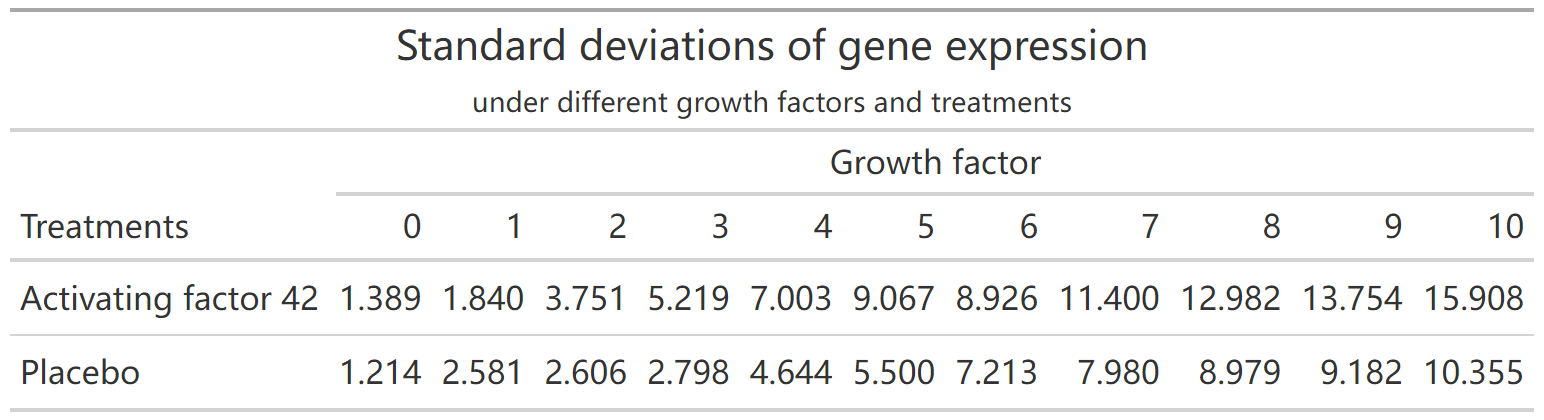 Standard deviations of gene expression
under different growth factors and treatments
Growth factor
Treatments 0 1 2 3 4 5 6 7 8 9 10
Activating factor 42 1.389 1.840 3.751 5.219 7.003 9.067 8.926 11.400 12.982 13.754 15.908
Placebo 1.214 2.581 2.606 2.798 4.644 5.500 7.213 7.980 8.979 9.182 10.355